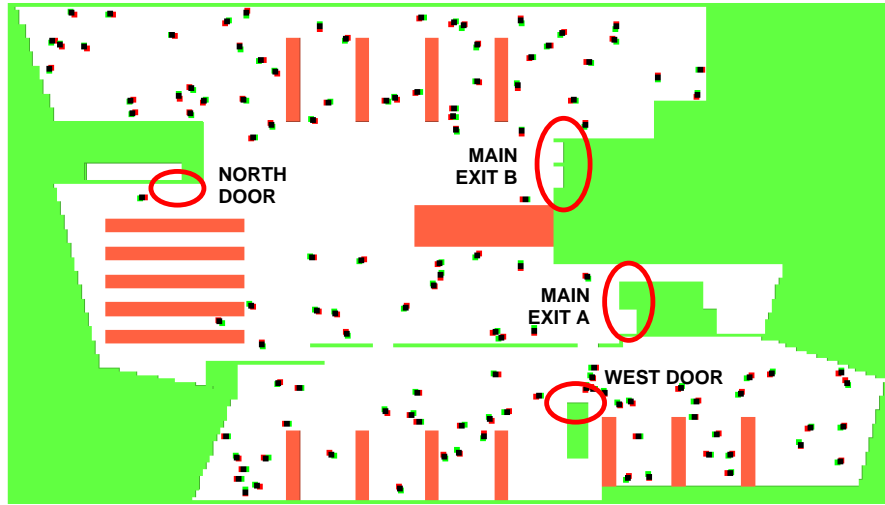 MAIN
EXIT B
NORTH
DOOR
MAIN
EXIT A
WEST DOOR